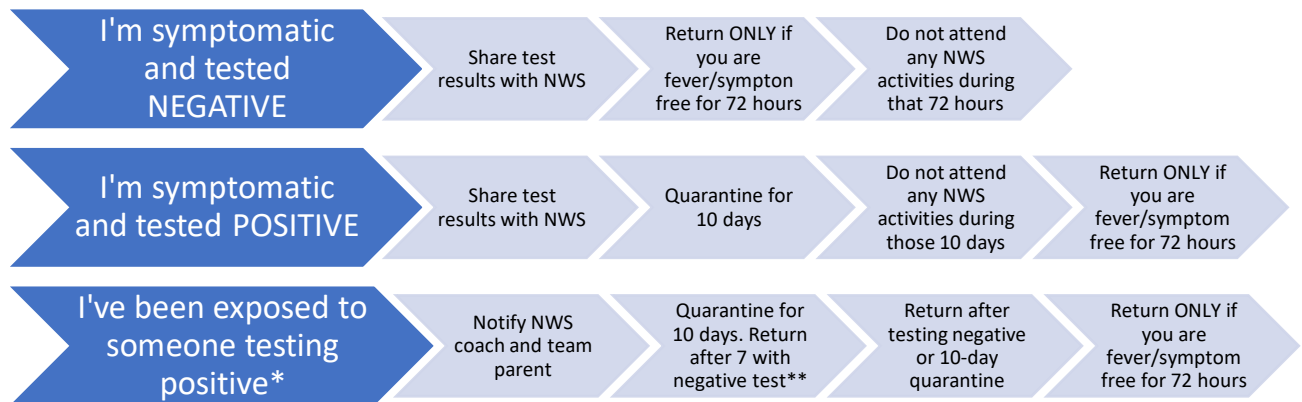 I'm symptomatic
and tested
NEGATIVE
Share test
results with NWS
Return ONLY if
you are
fever/sympton
free for 72 hours
Do not attend
any NWS
activities during
that 72 hours
I'm symptomatic
and tested POSITIVE
Share test
results with NWS
Quarantine for
10 days
Do not attend
any NWS
activities during
those 10 days
Return ONLY if
you are
fever/symptom
free for 72 hours
I've been exposed to
someone testing
positive*
Notify NWS
coach and team
parent
Quarantine for
10 days. Return
after 7 with
negative test**
Return after
testing negative
or 10-day
quarantine
Return ONLY if
you are
fever/symptom
free for 72 hours